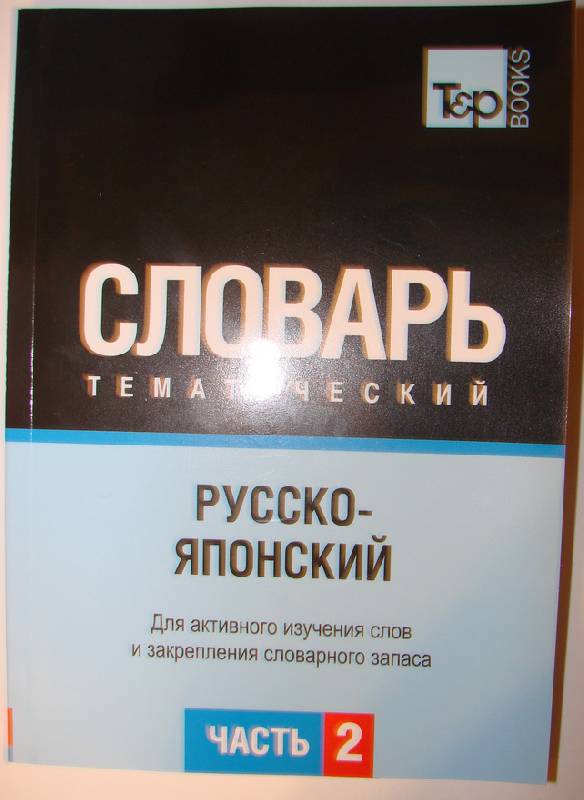 T&P
BOOKS
СЛОВАРЬ
ТЕМАТИЧЕСКИЙ
РУССКО-
ЯПОНСКИЙ
Для активного изучения слов
и закрепления словарного запаса
ЧАСТЬ 2